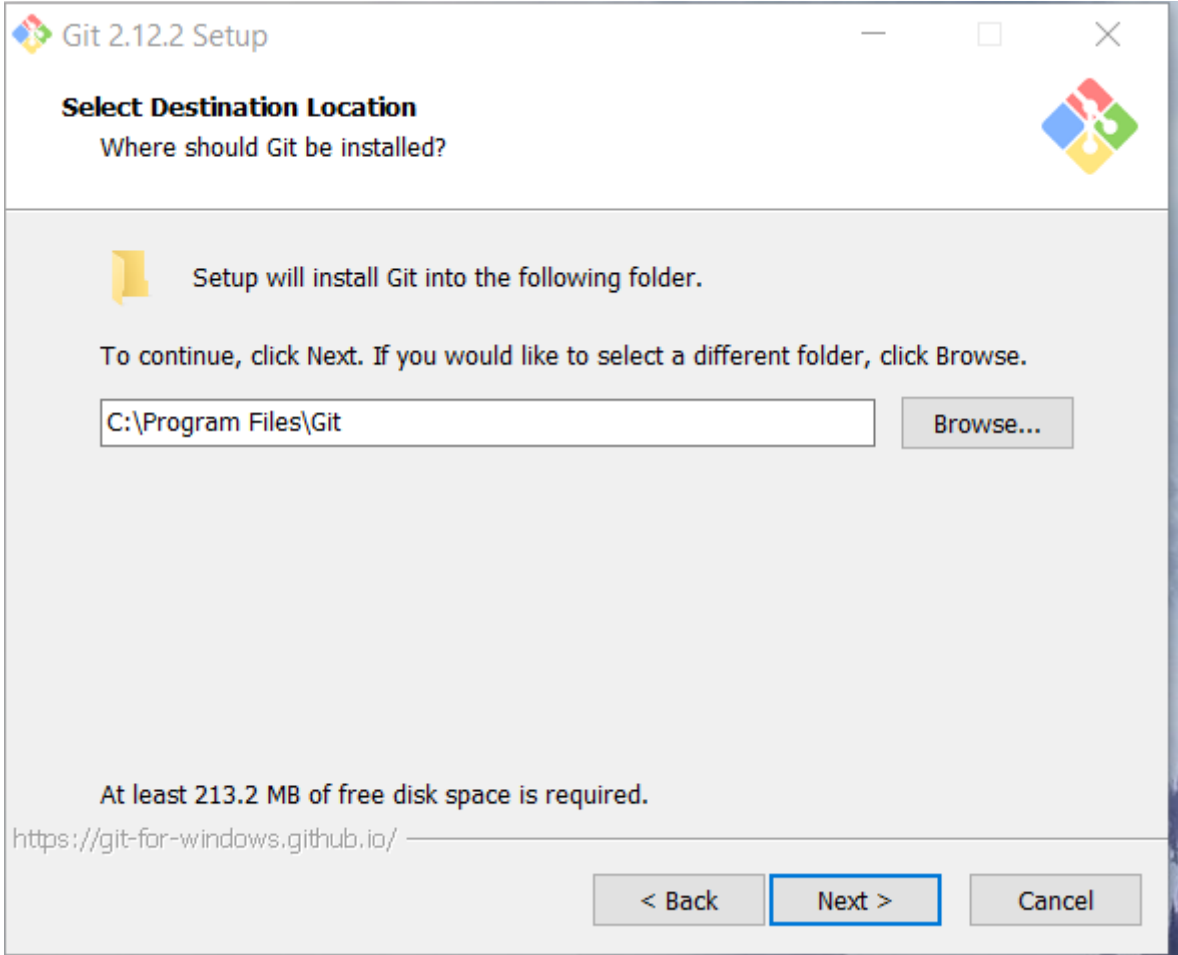 Git 2.12.2 Setup
Select Destination Location
Where should Git be installed?
Setup will install Git into the following folder.
To continue, click Next. If you would like to select a different folder, click Browse.
C:\Program Files\Git
Browse...
At least 213.2 MB of free disk space is required.
https://git-for-windows.github.io/
< Back
Next >
Cancel